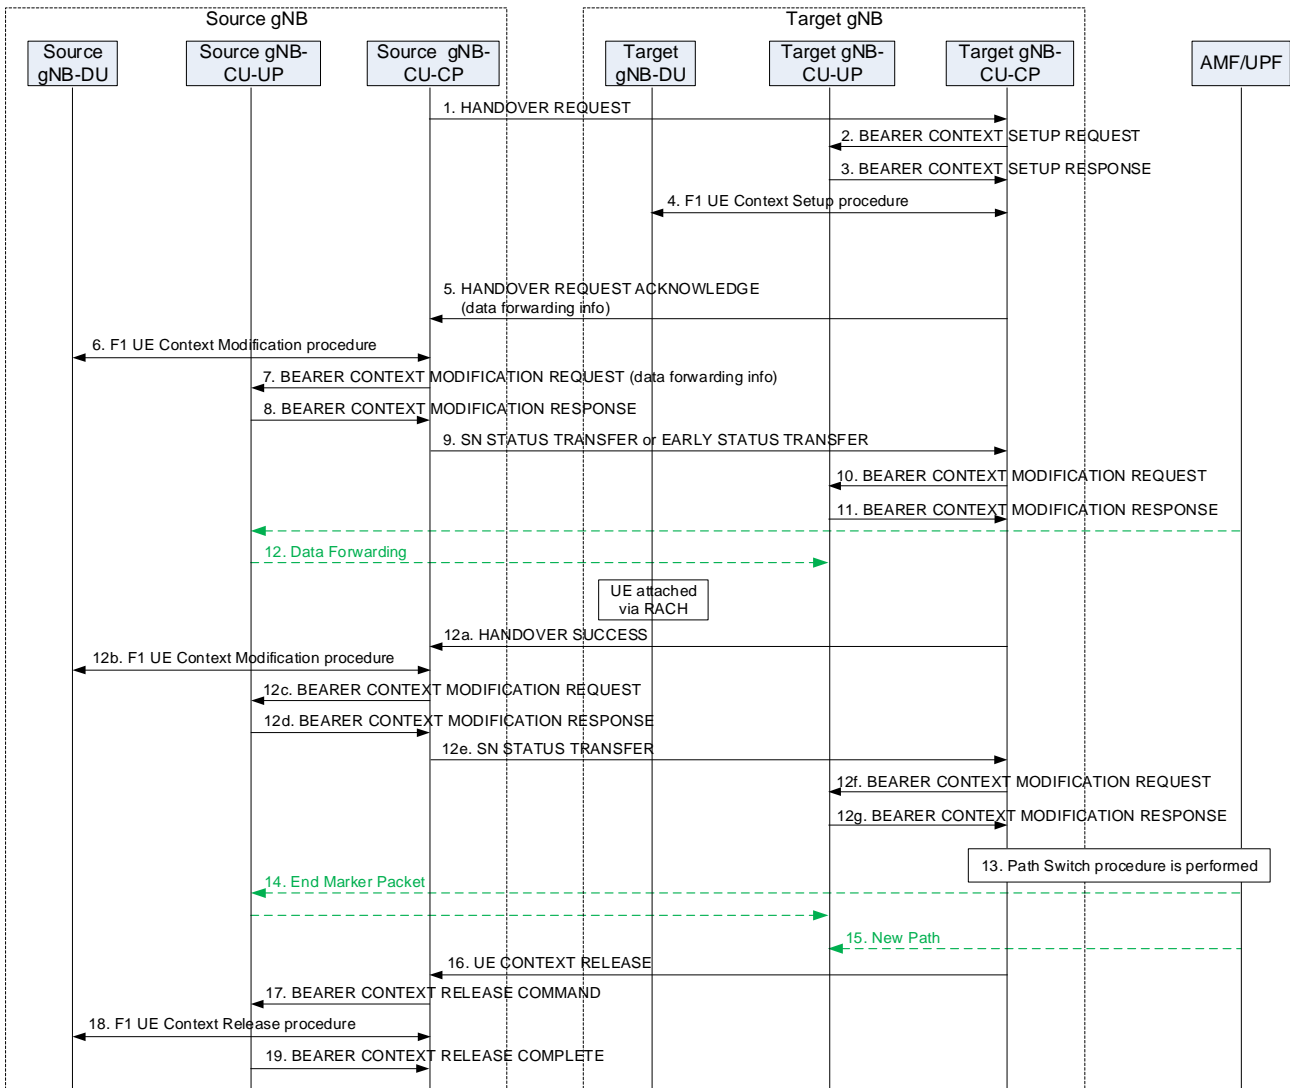 Source gNB
Target gNB
Source
gNB-DU
Source gNB-
CU-UP
Source gNB-
CU-CP
Target
gNB-DU
Target gNB-
CU-UP
Target gNB-
CU-CP
AMF/UPF
1. HANDOVER REQUEST
2. BEARER CONTEXT SETUP REQUEST
3. BEARER CONTEXT SETUP RESPONSE
4. F1 UE Context Setup procedure
5. HANDOVER REQUEST ACKNOWLEDGE
(data forwarding info)
6. F1 UE Context Modification procedure
7. BEARER CONTEXT MODIFICATION REQUEST (data forwarding info)
8. BEARER CONTEXT MODIFICATION RESPONSE
9. SN STATUS TRANSFER or EARLY STATUS TRANSFER
10. BEARER CONTEXT MODIFICATION REQUEST
11. BEARER CONTEXT MODIFICATION RESPONSE
12. Data Forwarding
UE attached
via RACH
12a. HANDOVER SUCCESS
12b. F1 UE Context Modification procedure
12c. BEARER CONTEXT MODIFICATION REQUEST
12d. BEARER CONTEXT MODIFICATION RESPONSE
12e. SN STATUS TRANSFER
12f. BEARER CONTEXT MODIFICATION REQUEST
12g. BEARER CONTEXT MODIFICATION RESPONSE
13. Path Switch procedure is performed
14. End Marker Packet
15. New Path
16. UE CONTEXT RELEASE
17. BEARER CONTEXT RELEASE COMMAND
18. F1 UE Context Release procedure
19. BEARER CONTEXT RELEASE COMPLETE